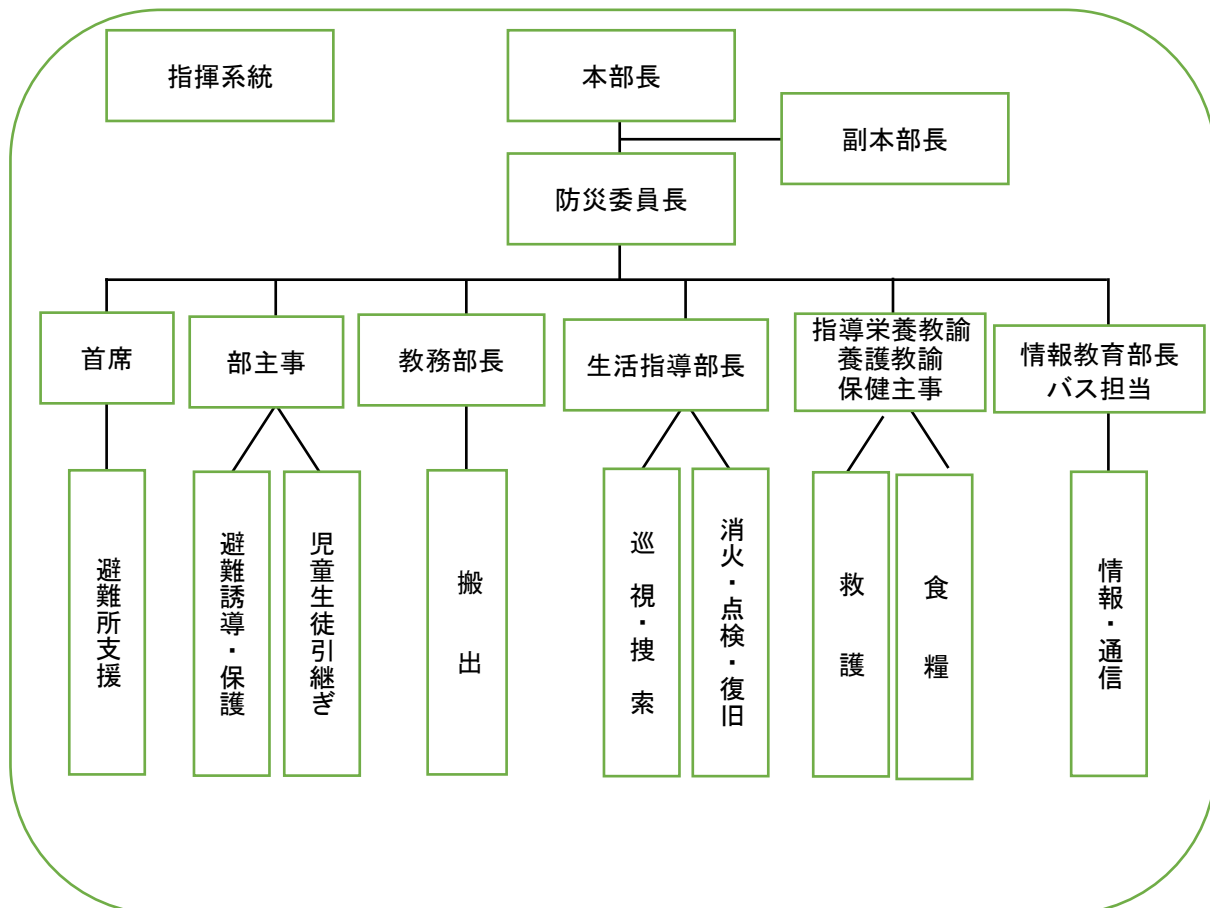 指揮系統
本部長
副本部長
防災委員長
首席
部主事
教務部長
生活指導部長
指導栄養教諭
養護教諭
保健主事
情報教育部長
バス担当
避難所支援
避難誘導・保護
児童生徒引継ぎ
搬出
巡視・捜索
消火・点検・復旧
救護
食糧
情報・通信